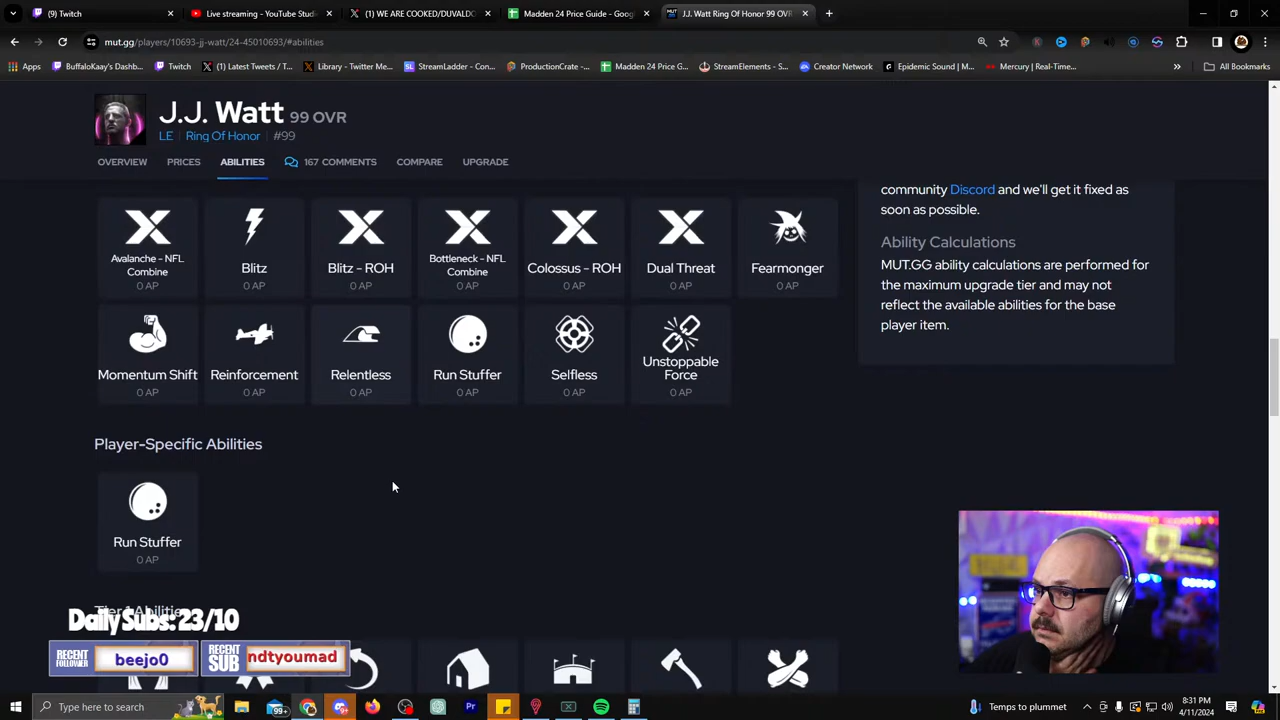 (1) Twitch
Live streaming - YouTube Studio
(1) WE ARE COOKED/DUVALDO
Madden 24 Price Guide - Goog
J.J. Watt Ring Of Honor 99 OVR
mut.gg/players/10693-jj-watt/24-45010693/#abilities
Apps
BuffaloKaay's Dashb...
Twitch
(1) Latest Tweets / T...
Library - Twitter Me...
StreamLadder - Con...
ProductionCrate - ...
Madden 24 Price G...
StreamElements - S...
Creator Network
Epidemic Sound | M...
Mercury | Real-Time...
»
All Bookmarks
J.J. Watt 99 OVR
LE | Ring Of Honor | #99
OVERVIEW PRICES ABILITIES 167 COMMENTS COMPARE UPGRADE
community Discord and we'll get it fixed as
soon as possible.
Ability Calculations
MUT.GG ability calculations are performed for
the maximum upgrade tier and may not
reflect the available abilities for the base
player item.
Avalanche - NFL
Combine
0 AP
Blitz
0 AP
Blitz - ROH
0 AP
Bottleneck - NFL
Combine
0 AP
Colossus - ROH
0 AP
Dual Threat
0 AP
Fearmonger
0 AP
Momentum Shift
0 AP
Reinforcement
0 AP
Relentless
0 AP
Run Stuffer
0 AP
Selfless
0 AP
Unstoppable
Force
0 AP
Player-Specific Abilities
Run Stuffer
0 AP
Daily Subs: 23/10
RECENT
FOLLOWER
beejo0
RECENT
SUB
ndtyoumad
Type here to search
99+
Temps to plummet
8:31 PM
4/11/2024